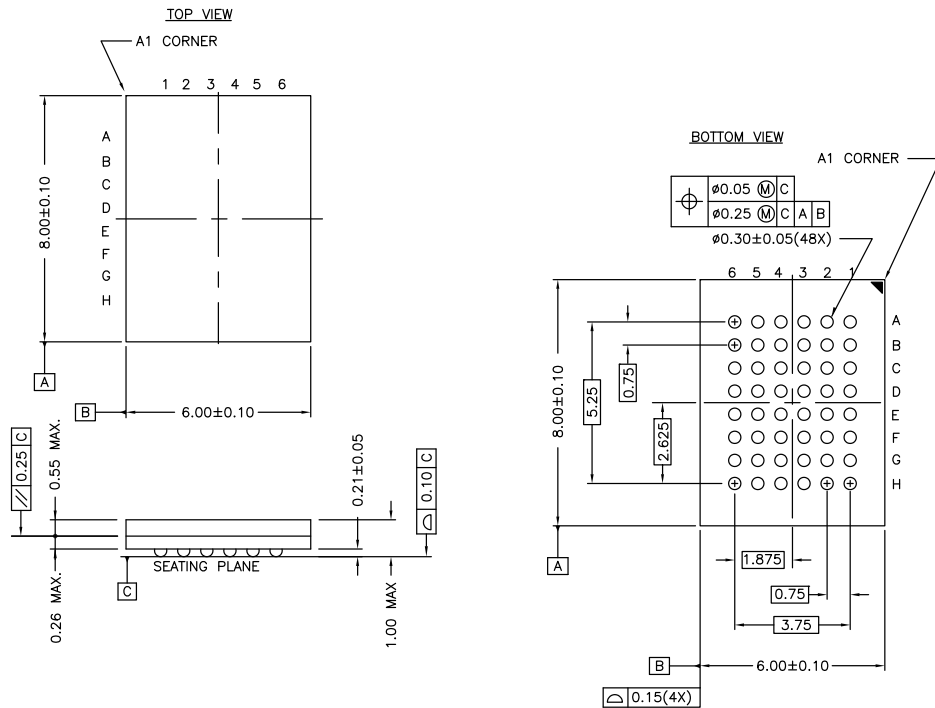 TOP VIEW
A1 CORNER
1 2 3 4 5 6
A
B
C
D
E
F
G
H
8.00±0.10
A
B
6.00±0.10
// 0.25 C
0.55 MAX.
0.21±0.05
⌓ 0.10 C
SEATING PLANE
C
0.26 MAX.
1.00 MAX
BOTTOM VIEW
A1 CORNER
⌖ ø0.05 Ⓜ C
ø0.25 Ⓜ C A B
ø0.30±0.05(48X)
6 5 4 3 2 1
A
B
C
D
E
F
G
H
8.00±0.10
5.25
0.75
2.625
A
1.875
0.75
3.75
B
6.00±0.10
⌓ 0.15(4X)